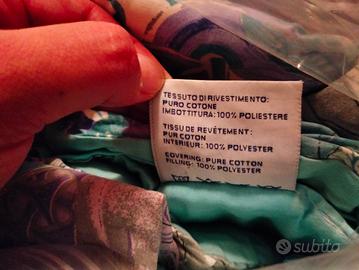 TESSUTO DI RIVESTIMENTO:
PURO COTONE
IMBOTTITURA: 100% POLIESTERE
TISSU DE REVÊTEMENT:
PUR COTON
INTERIEUR: 100% POLYESTER
COVERING: PURE COTTON
FILLING: 100% POLYESTER
subito